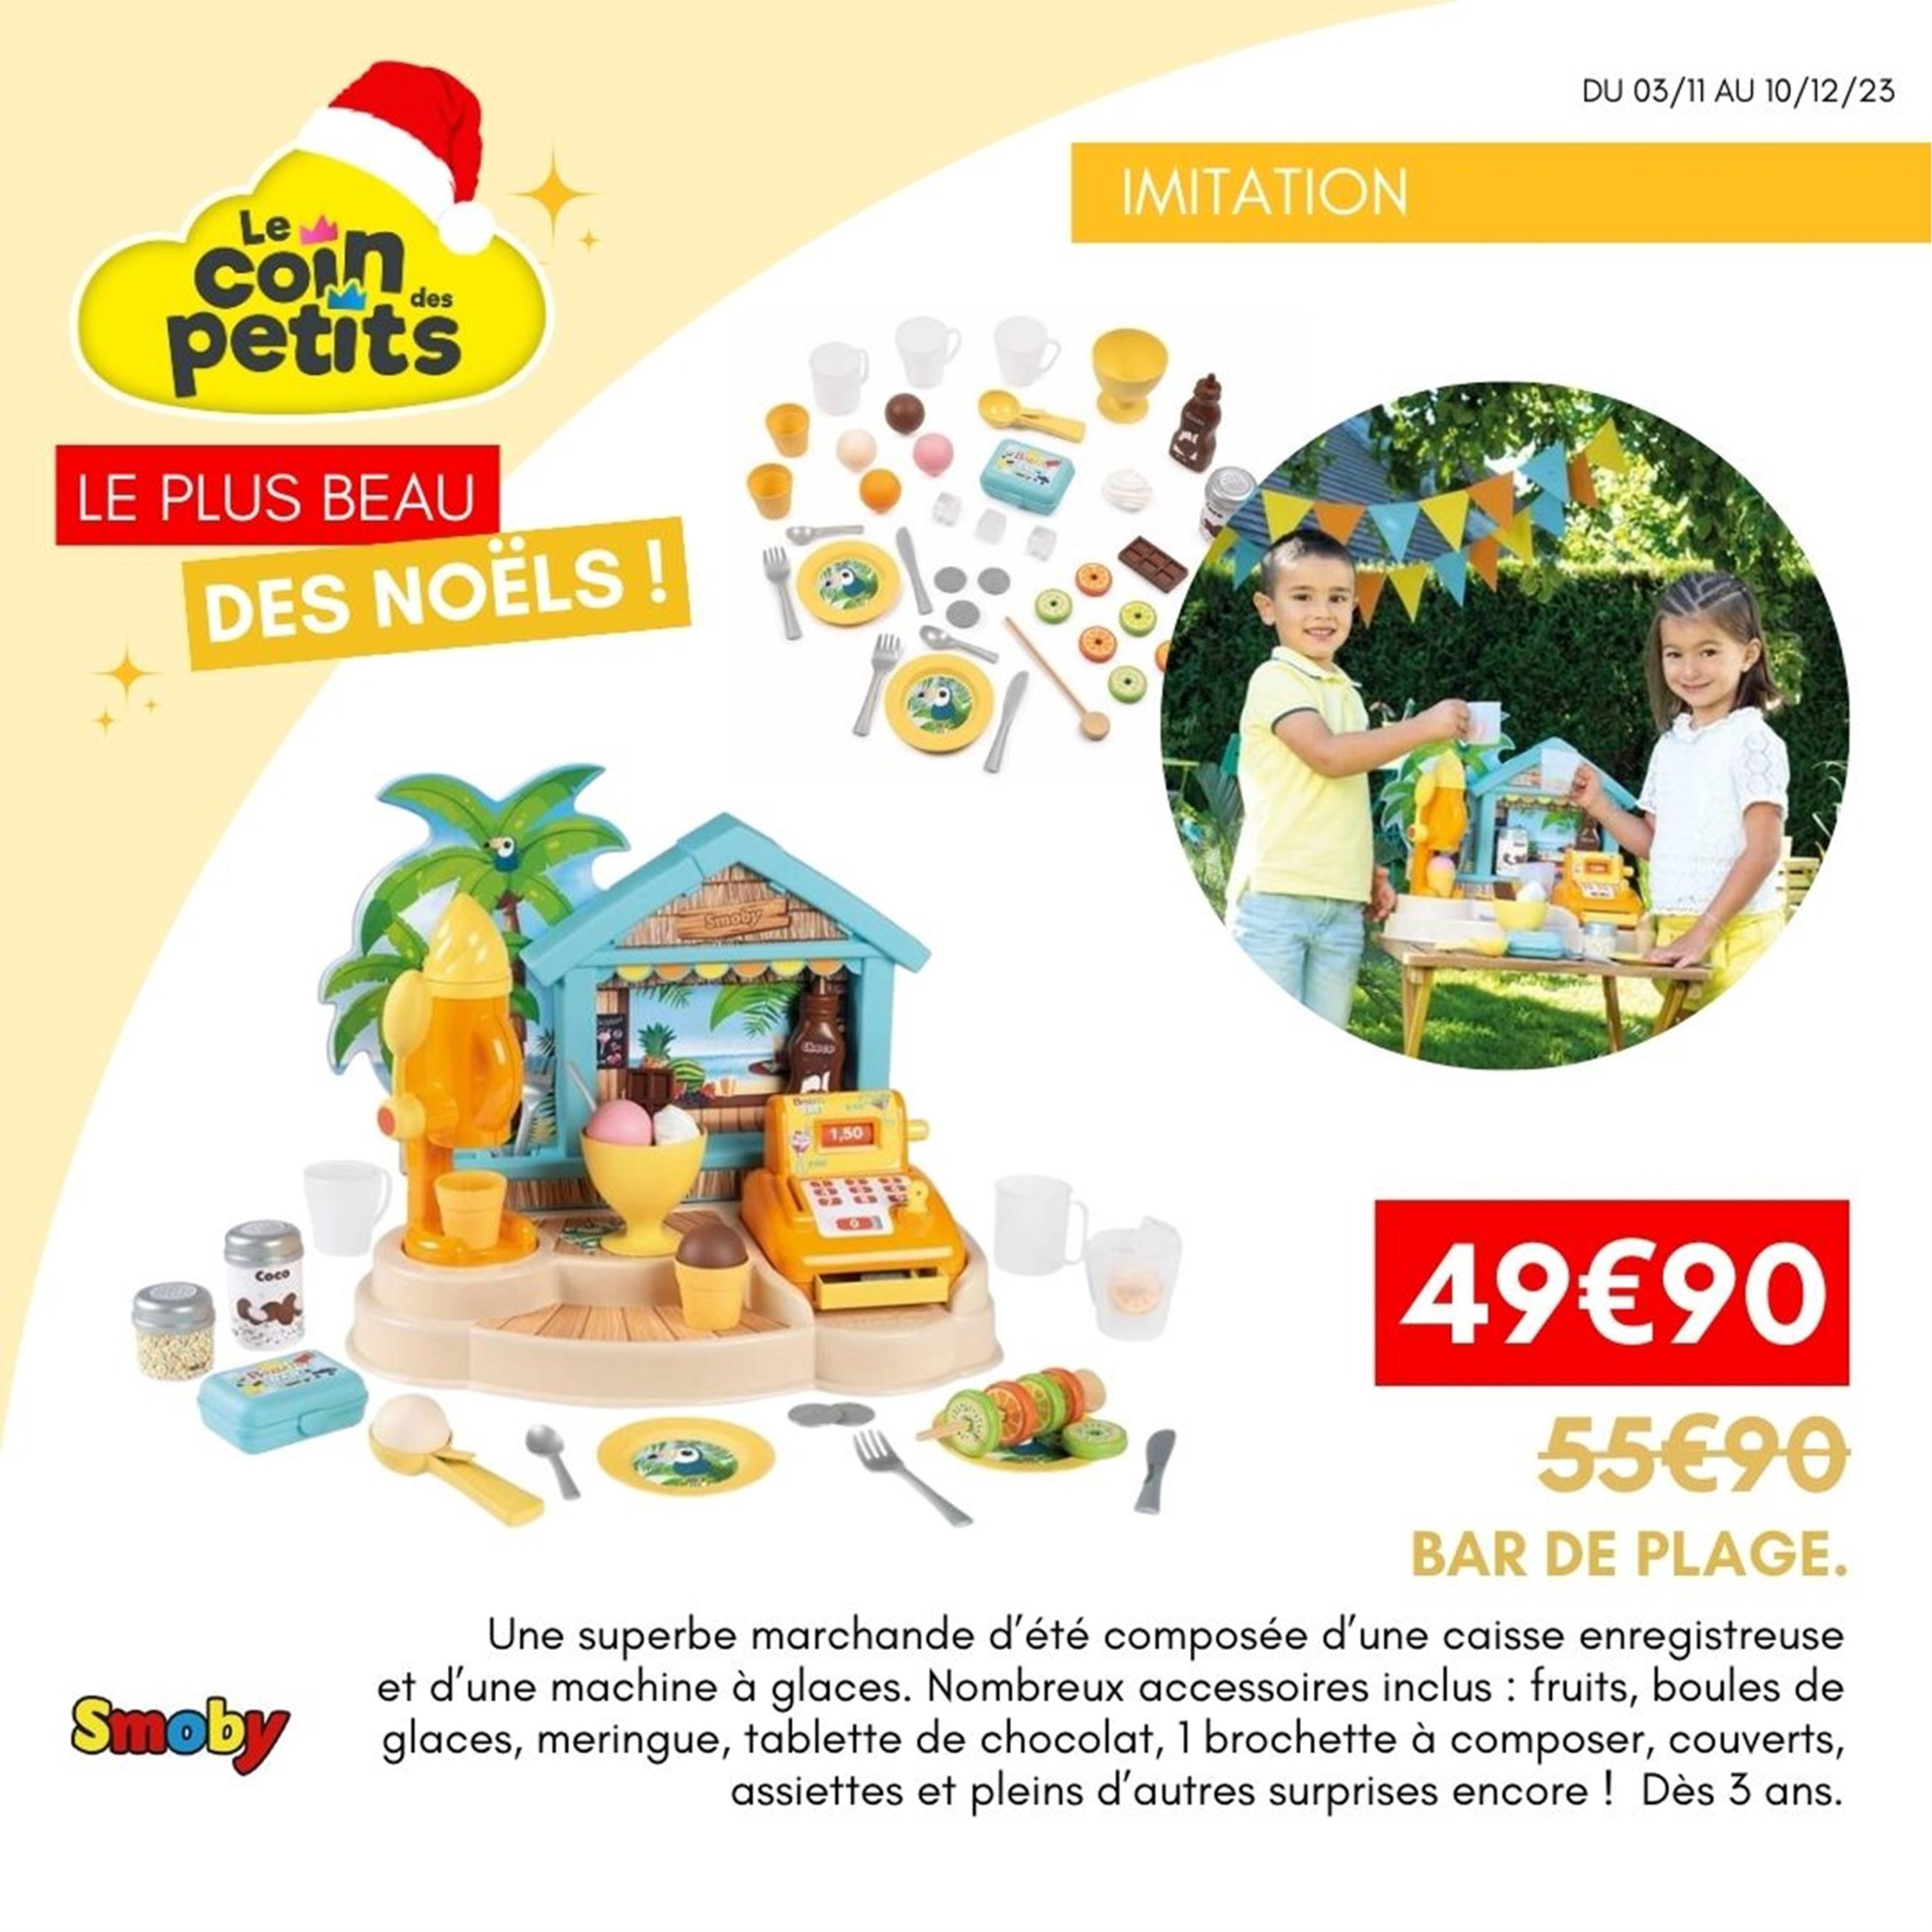 DU 03/11 AU 10/12/23
IMITATION
Le
coin
des
petits
LE PLUS BEAU
DES NOËLS !
Smoby
Choco
1,50
Coco
49€90
55€90
BAR DE PLAGE.
Une superbe marchande d'été composée d'une caisse enregistreuse
et d'une machine à glaces. Nombreux accessoires inclus : fruits, boules de
glaces, meringue, tablette de chocolat, 1 brochette à composer, couverts,
assiettes et pleins d'autres surprises encore !  Dès 3 ans.
Smoby